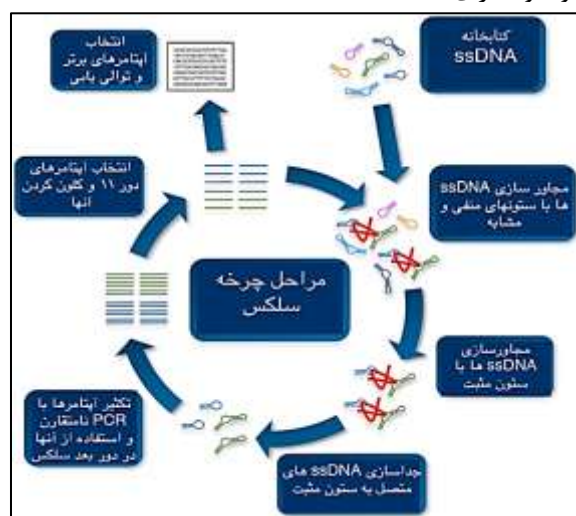 کتابخانه
ssDNA
مجاور سازی ssDNA
ها با ستونهای منفی و
مشابه
مجاورسازی
ssDNA ها با
ستون مثبت
جداسازی ssDNA های
متصل به ستون مثبت
تکثیر اپتامرها با
PCR نامتقارن
و استفاده از آنها
در دور بعد سلکس
انتخاب اپتامرهای
دور ۱۱ و کلون کردن
آنها
انتخاب
اپتامرهای برتر
و توالی یابی
مراحل چرخه
سلکس